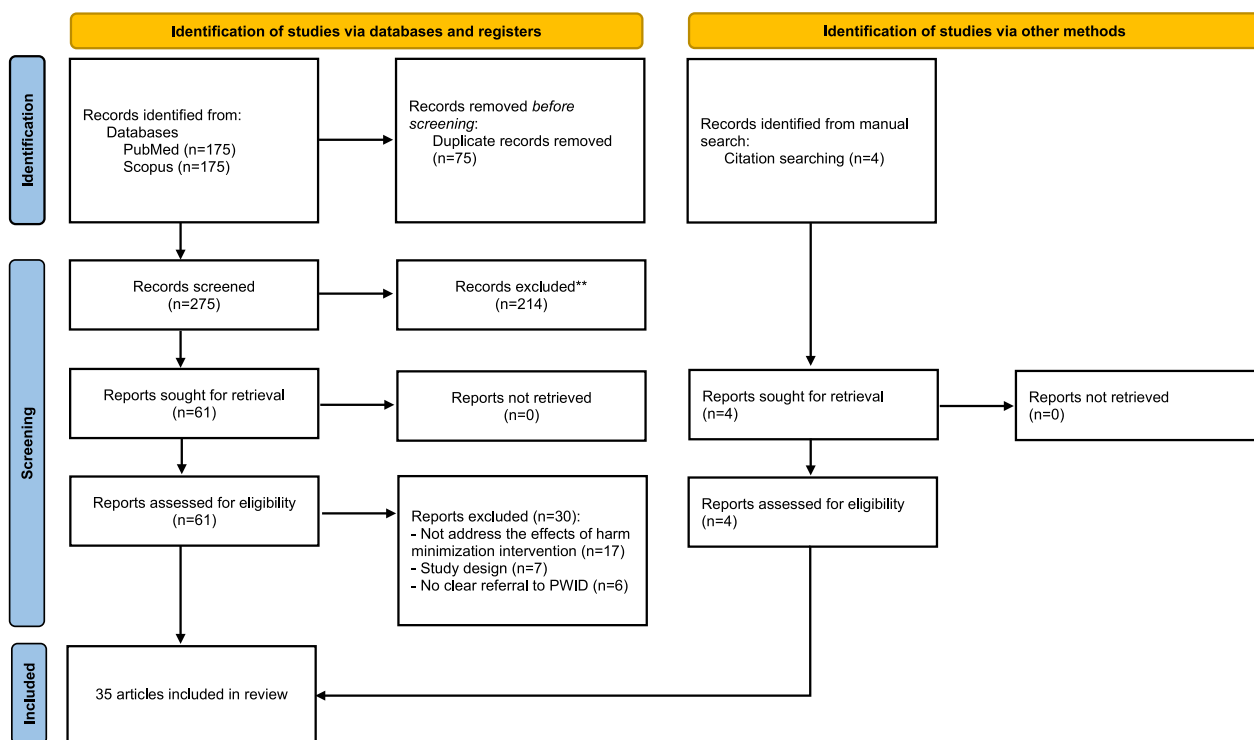 Identification of studies via databases and registers
Identification of studies via other methods
Identification
Records identified from:
Databases
PubMed (n=175)
Scopus (n=175)
Records removed before
screening:
Duplicate records removed
(n=75)
Records identified from manual
search:
Citation searching (n=4)
Screening
Records screened
(n=275)
Records excluded**
(n=214)
Reports sought for retrieval
(n=61)
Reports not retrieved
(n=0)
Reports sought for retrieval
(n=4)
Reports not retrieved
(n=0)
Reports assessed for eligibility
(n=61)
Reports excluded (n=30):
- Not address the effects of harm
minimization intervention (n=17)
- Study design (n=7)
- No clear referral to PWID (n=6)
Reports assessed for eligibility
(n=4)
Included
35 articles included in review